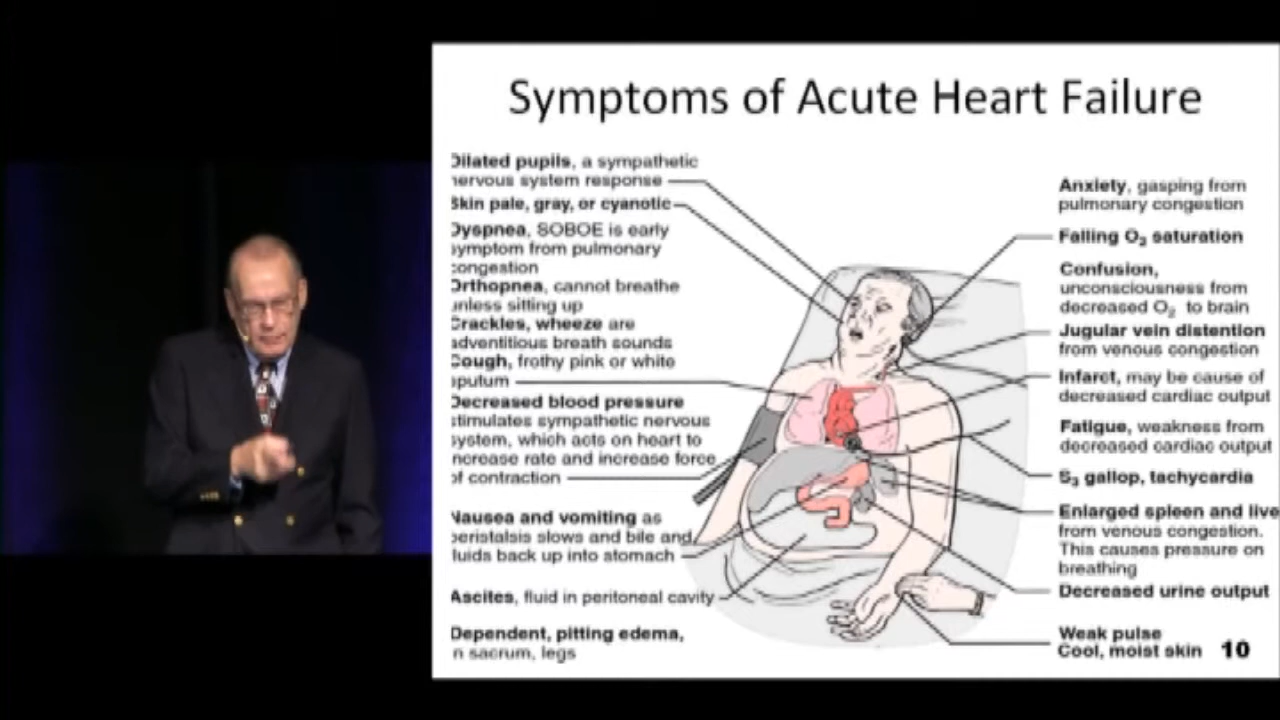 Symptoms of Acute Heart Failure
Dilated pupils, a sympathetic
nervous system response
Skin pale, gray, or cyanotic
Dyspnea, SOBOE is early
symptom from pulmonary
congestion
Orthopnea, cannot breathe
unless sitting up
Crackles, wheeze are
adventitious breath sounds
Cough, frothy pink or white
sputum
Decreased blood pressure
stimulates sympathetic nervous
system, which acts on heart to
increase rate and increase force
of contraction
Nausea and vomiting as
peristalsis slows and bile and
fluids back up into stomach
Ascites, fluid in peritoneal cavity
Dependent, pitting edema,
in sacrum, legs
Anxiety, gasping from
pulmonary congestion
Falling O2 saturation
Confusion,
unconsciousness from
decreased O2 to brain
Jugular vein distention
from venous congestion
Infarct, may be cause of
decreased cardiac output
Fatigue, weakness from
decreased cardiac output
S3 gallop, tachycardia
Enlarged spleen and live
from venous congestion.
This causes pressure on
breathing
Decreased urine output
Weak pulse
Cool, moist skin 10